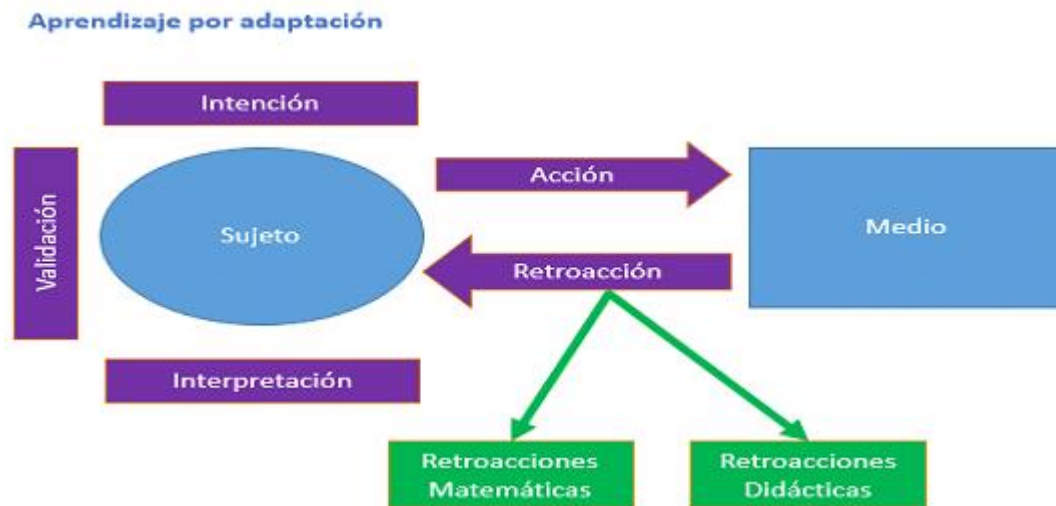 Aprendizaje por adaptación
Intención
Acción
Validación
Sujeto
Medio
Retroacción
Interpretación
Retroacciones
Matemáticas
Retroacciones
Didácticas